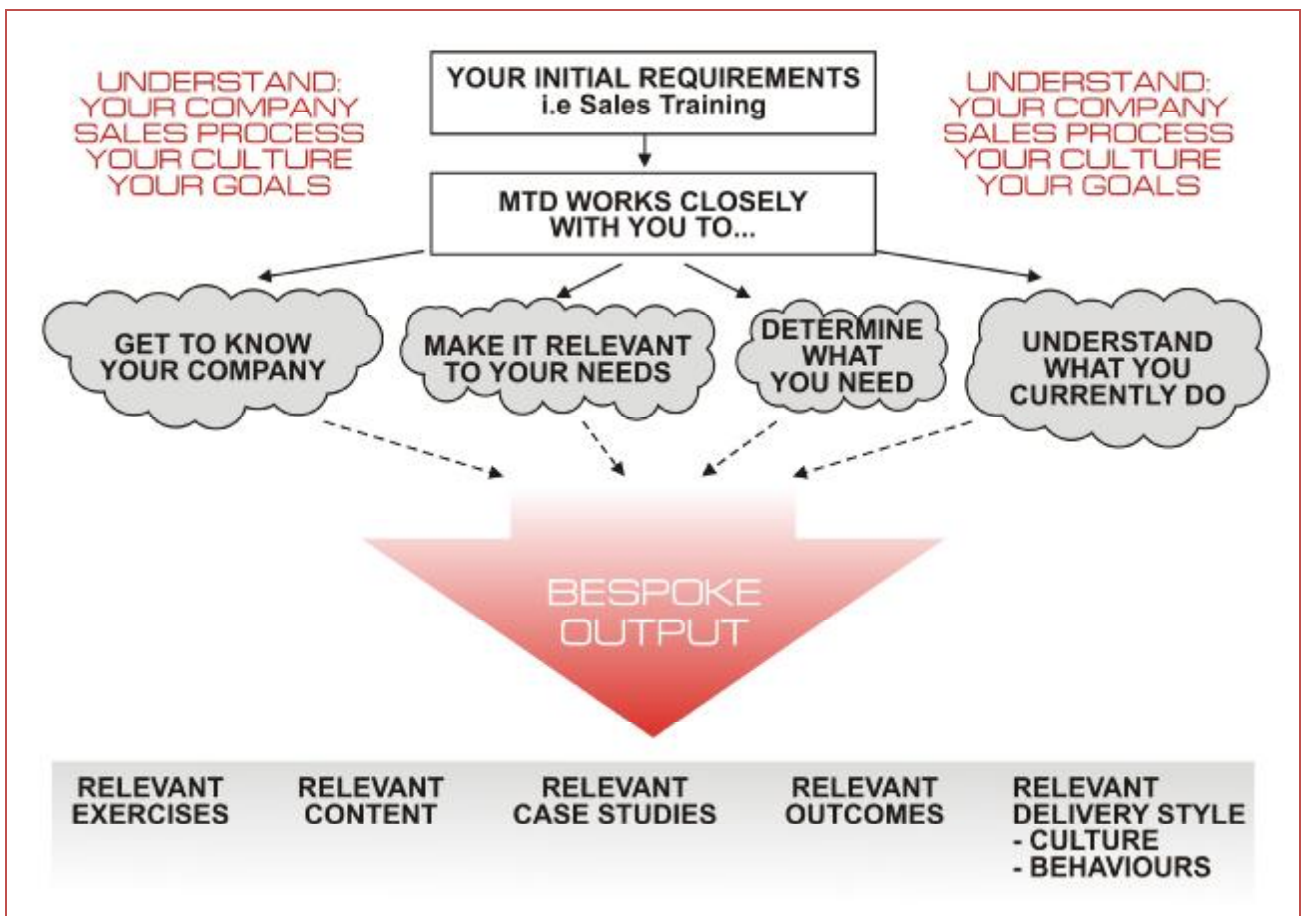 UNDERSTAND:
YOUR COMPANY
SALES PROCESS
YOUR CULTURE
YOUR GOALS
YOUR INITIAL REQUIREMENTS
i.e Sales Training
UNDERSTAND:
YOUR COMPANY
SALES PROCESS
YOUR CULTURE
YOUR GOALS
MTD WORKS CLOSELY
WITH YOU TO...
GET TO KNOW
YOUR COMPANY
MAKE IT RELEVANT
TO YOUR NEEDS
DETERMINE
WHAT
YOU NEED
UNDERSTAND
WHAT YOU
CURRENTLY DO
BESPOKE
OUTPUT
RELEVANT
EXERCISES
RELEVANT
CONTENT
RELEVANT
CASE STUDIES
RELEVANT
OUTCOMES
RELEVANT
DELIVERY STYLE
- CULTURE
- BEHAVIOURS